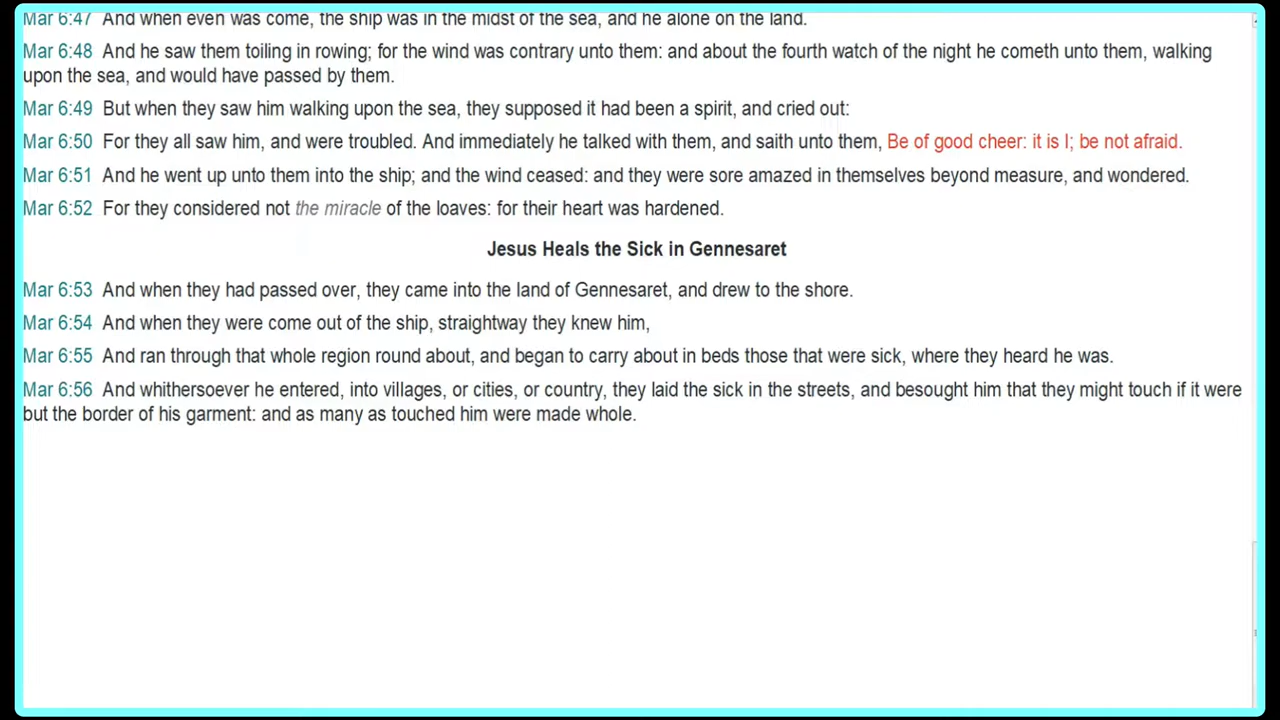 Mar 6:47 And when even was come, the ship was in the midst of the sea, and he alone on the land.
Mar 6:48 And he saw them toiling in rowing; for the wind was contrary unto them: and about the fourth watch of the night he cometh unto them, walking
upon the sea, and would have passed by them.
Mar 6:49 But when they saw him walking upon the sea, they supposed it had been a spirit, and cried out:
Mar 6:50 For they all saw him, and were troubled. And immediately he talked with them, and saith unto them, Be of good cheer: it is I; be not afraid.
Mar 6:51 And he went up unto them into the ship; and the wind ceased: and they were sore amazed in themselves beyond measure, and wondered.
Mar 6:52 For they considered not the miracle of the loaves: for their heart was hardened.
Jesus Heals the Sick in Gennesaret
Mar 6:53 And when they had passed over, they came into the land of Gennesaret, and drew to the shore.
Mar 6:54 And when they were come out of the ship, straightway they knew him,
Mar 6:55 And ran through that whole region round about, and began to carry about in beds those that were sick, where they heard he was.
Mar 6:56 And whithersoever he entered, into villages, or cities, or country, they laid the sick in the streets, and besought him that they might touch if it were
but the border of his garment: and as many as touched him were made whole.